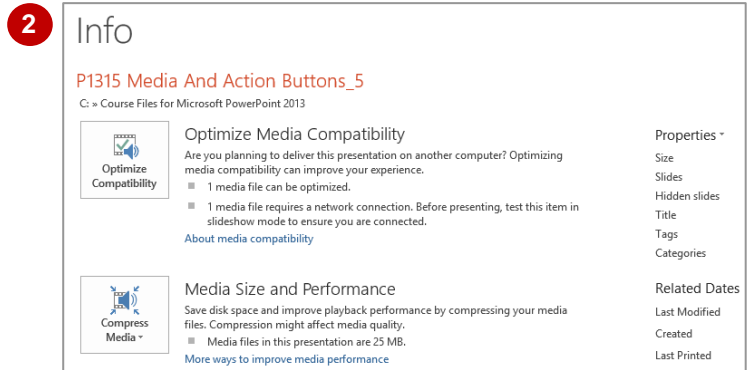 2
Info
P1315 Media And Action Buttons_5
C: » Course Files for Microsoft PowerPoint 2013
Optimize Compatibility
Optimize Media Compatibility
Are you planning to deliver this presentation on another computer? Optimizing
media compatibility can improve your experience.
1 media file can be optimized.
1 media file requires a network connection. Before presenting, test this item in
slideshow mode to ensure you are connected.
About media compatibility
Compress
Media
Media Size and Performance
Save disk space and improve playback performance by compressing your media
files. Compression might affect media quality.
Media files in this presentation are 25 MB.
More ways to improve media performance
Properties
Size
Slides
Hidden slides
Title
Tags
Categories
Related Dates
Last Modified
Created
Last Printed